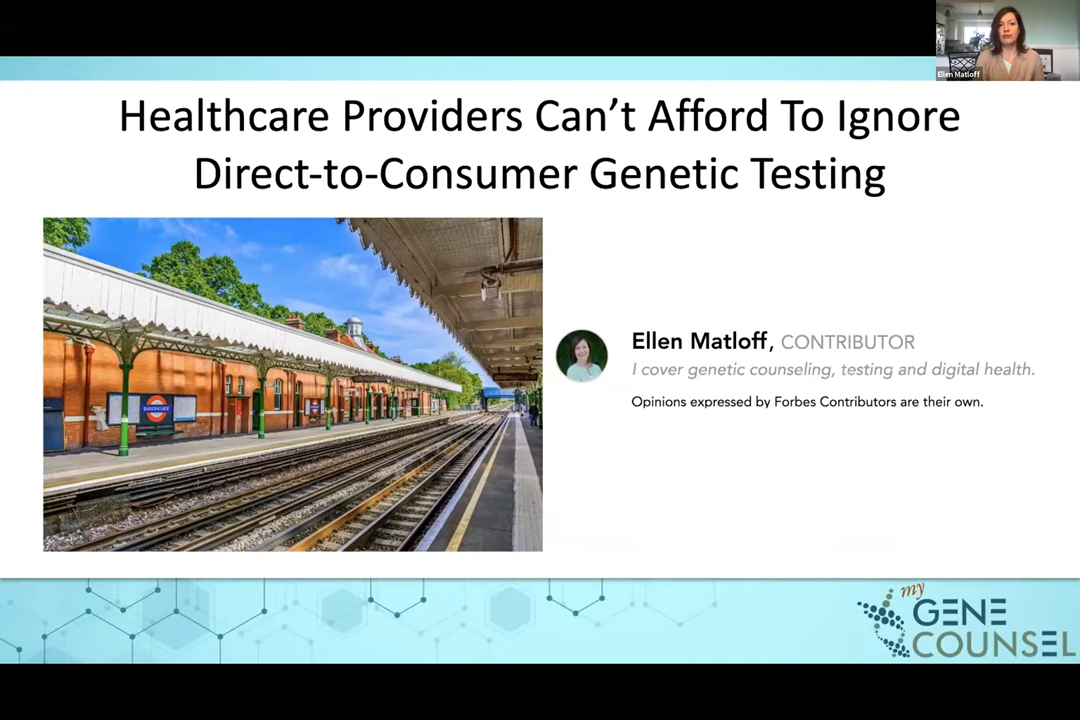 Ellen Matloff
Healthcare Providers Can’t Afford To Ignore
Direct-to-Consumer Genetic Testing
BARKINGSIDE
Ellen Matloff, CONTRIBUTOR
I cover genetic counseling, testing and digital health.
Opinions expressed by Forbes Contributors are their own.
my
GENE
COUNSEL